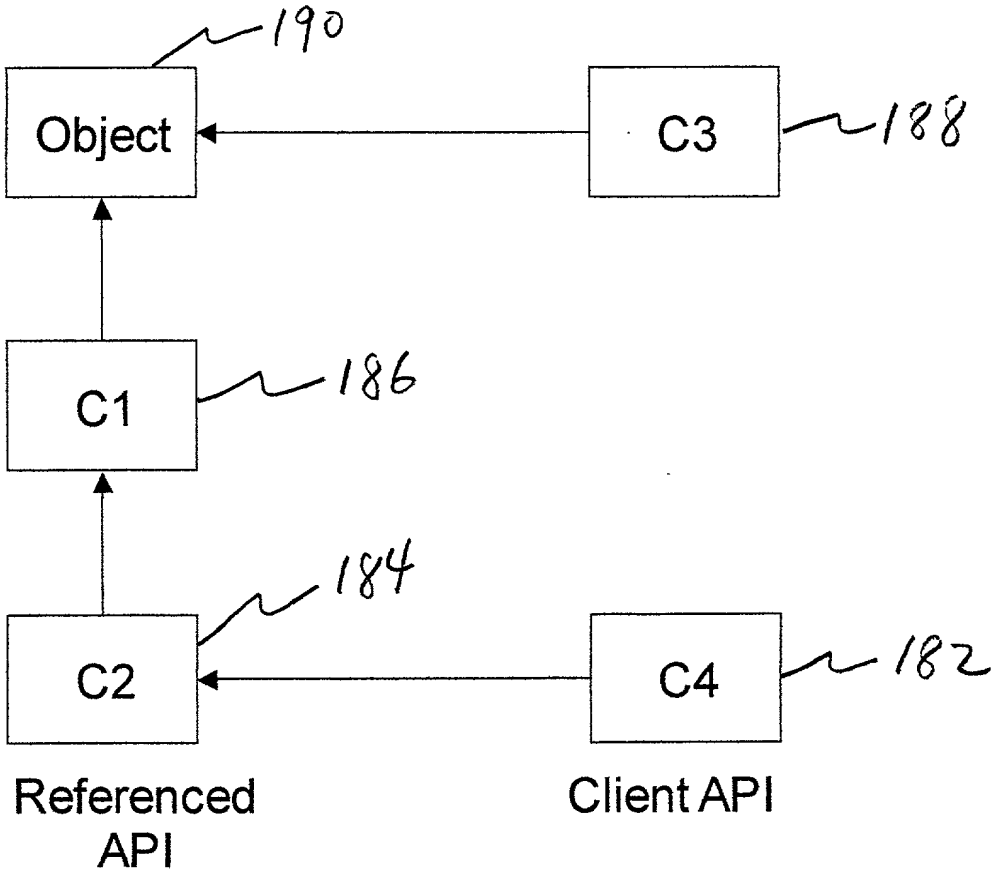 190
Object
C3
188
C1
186
184
C2
C4
182
Referenced
API
Client API